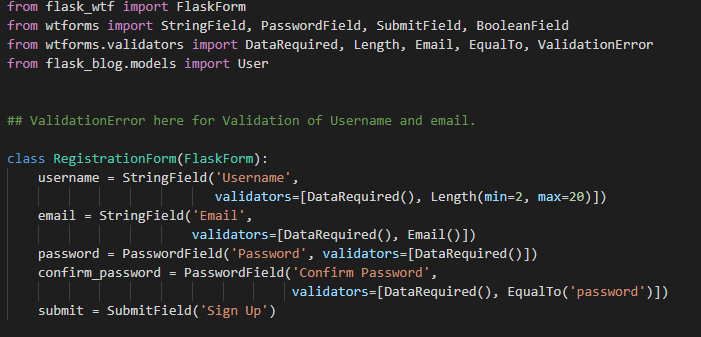 from flask_wtf import FlaskForm
from wtforms import StringField, PasswordField, SubmitField, BooleanField
from wtforms.validators import DataRequired, Length, Email, EqualTo, ValidationError
from flask_blog.models import User
## ValidationError here for Validation of Username and email.
class RegistrationForm(FlaskForm):
    username = StringField('Username',
                           validators=[DataRequired(), Length(min=2, max=20)])
    email = StringField('Email',
                        validators=[DataRequired(), Email()])
    password = PasswordField('Password', validators=[DataRequired()])
    confirm_password = PasswordField('Confirm Password',
                                     validators=[DataRequired(), EqualTo('password')])
    submit = SubmitField('Sign Up')